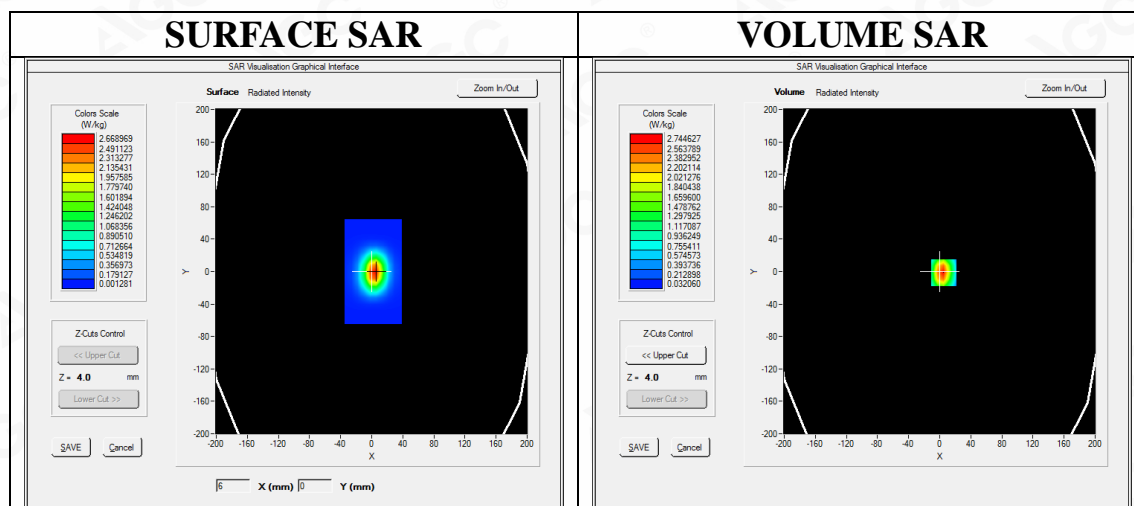 SURFACE SAR
SAR Visualisation Graphical Interface
Surface Radiated Intensity
Zoom In/Out
Colors Scale
(W/kg)
2.668969
2.491123
2.313277
2.135431
1.957585
1.779740
1.601894
1.424048
1.246202
1.068356
0.890510
0.712664
0.534819
0.356973
0.179127
0.001281
Z-Cuts Control
<< Upper Cut
Z = 4.0 mm
Lower Cut >>
SAVE Cancel
Y
200
160
120
80
40
0
-40
-80
-120
-160
-200
-200 -160 -120 -80 -40 0 40 80 120 160 200
X
6 X (mm) 0 Y (mm)
VOLUME SAR
SAR Visualisation Graphical Interface
Volume Radiated Intensity
Zoom In/Out
Colors Scale
(W/kg)
2.744627
2.563789
2.382952
2.202114
2.021276
1.840438
1.659600
1.478762
1.297925
1.117087
0.936249
0.755411
0.574573
0.393736
0.212898
0.032060
Z-Cuts Control
<< Upper Cut
Z = 4.0 mm
Lower Cut >>
SAVE Cancel
Y
200
160
120
80
40
0
-40
-80
-120
-160
-200
-200 -160 -120 -80 -40 0 40 80 120 160 200
X